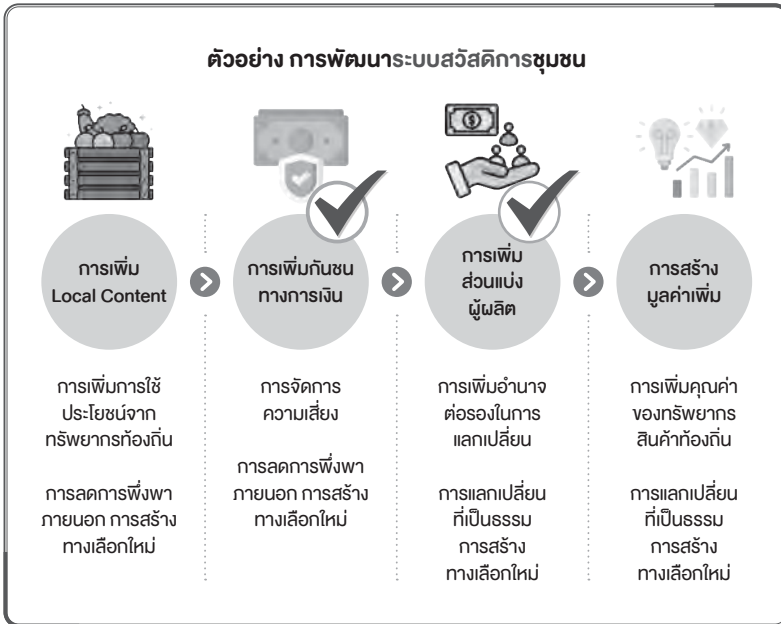 ตัวอย่าง การพัฒนาระบบสวัสดิการชุมชน
การเพิ่ม
Local Content
การเพิ่มกันชน
ทางการเงิน
การเพิ่ม
ส่วนแบ่ง
ผู้ผลิต
การสร้าง
มูลค่าเพิ่ม
การเพิ่มการใช้
ประโยชน์จาก
ทรัพยากรท้องถิ่น
การลดการพึ่งพา
ภายนอก การสร้าง
ทางเลือกใหม่
การจัดการ
ความเสี่ยง
การลดการพึ่งพา
ภายนอก การสร้าง
ทางเลือกใหม่
การเพิ่มอำนาจ
ต่อรองในการ
แลกเปลี่ยน
การแลกเปลี่ยน
ที่เป็นธรรม
การสร้าง
ทางเลือกใหม่
การเพิ่มคุณค่า
ของทรัพยากร
สินค้าท้องถิ่น
การแลกเปลี่ยน
ที่เป็นธรรม
การสร้าง
ทางเลือกใหม่